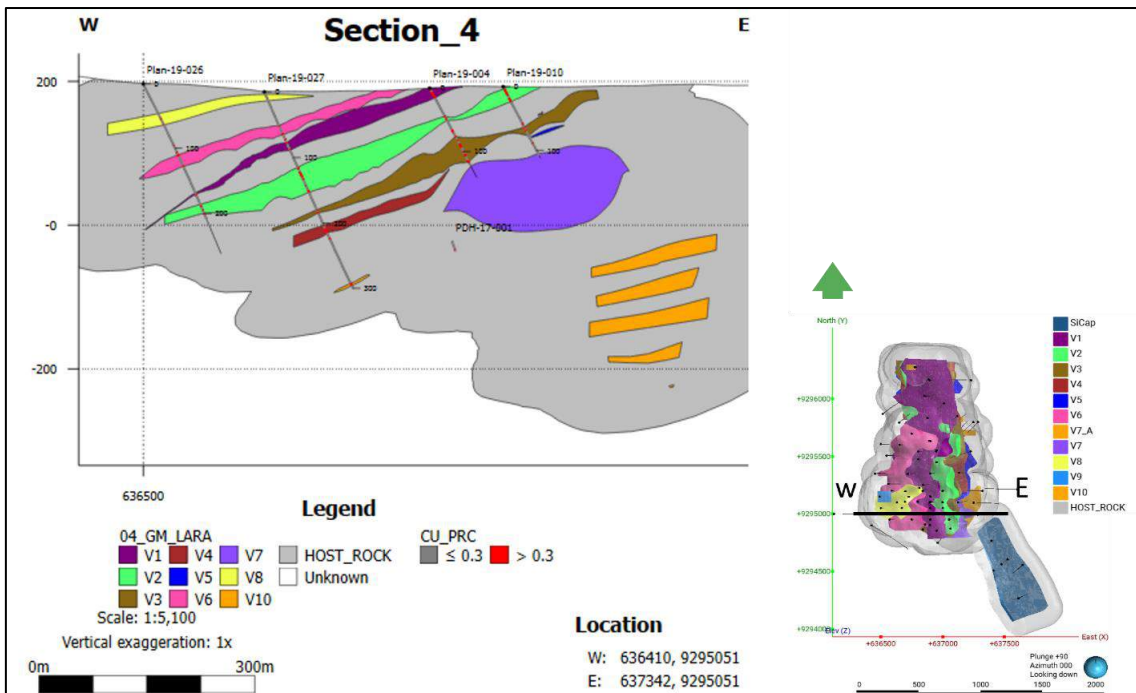 W
Section_4
E
Plan-19-026
Plan-19-027
Plan-19-004
Plan-19-010
200
0
0
0
0
100
100
100
100
200
200
-0
PDH-17-001
300
-200
636500
Legend
04_GM_LARA
CU_PRC
V1 V4 V7 HOST_ROCK ≤ 0.3 > 0.3
V2 V5 V8 Unknown
V3 V6 V10
Scale: 1:5,100
Vertical exaggeration: 1x
0m 300m
Location
W: 636410, 9295051
E: 637342, 9295051
North (Y)
SiCap
V1
V2
V3
V4
V5
V6
V7_A
V7
V8
V9
V10
HOST_ROCK
+9296000
+9295500
+9295000
+9294500
+9294000
W
E
Elev (Z)
East (X)
+636500
+637000
+637500
Plunge +90
Azimuth 000
Looking down
0 500 1000 1500 2000